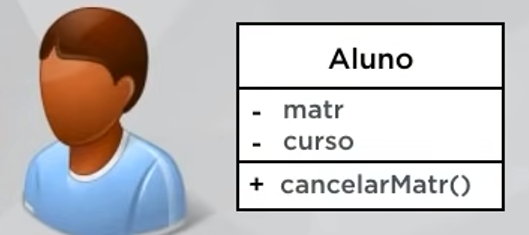 Aluno
- matr
- curso
+ cancelarMatr()